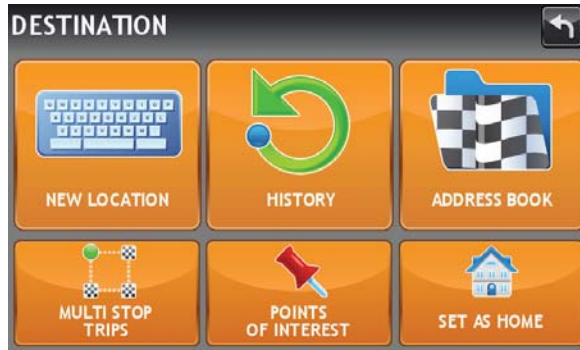 DESTINATION
NEW LOCATION
HISTORY
ADDRESS BOOK
MULTI STOP
TRIPS
POINTS
OF INTEREST
SET AS HOME